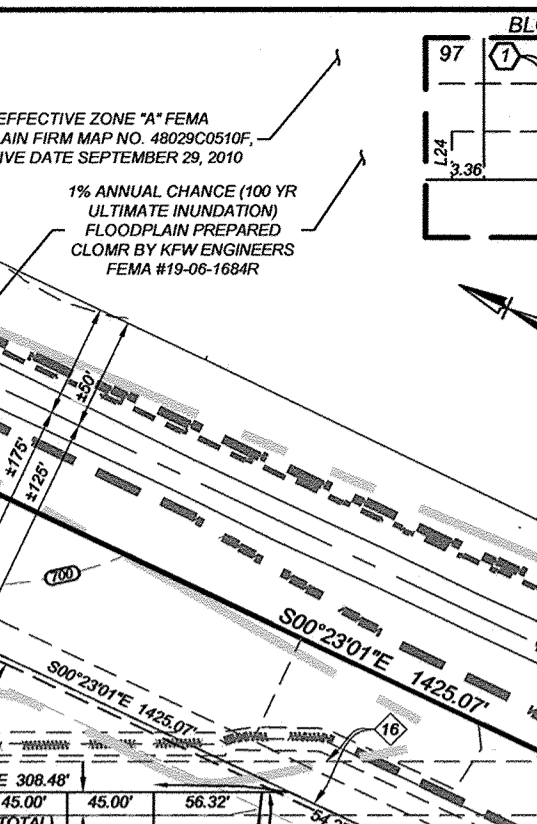 BL
97
1
EFFECTIVE ZONE "A" FEMA
AIN FIRM MAP NO. 48029C0510F,
IVE DATE SEPTEMBER 29, 2010
L24
3.36
1% ANNUAL CHANCE (100 YR
ULTIMATE INUNDATION)
FLOODPLAIN PREPARED
CLOMR BY KFW ENGINEERS
FEMA #19-06-1684R
±50'
±175'
±125'
700
S00°23'01"E 1425.07'
S00°23'01"E 1425.07'
16
E 308.48'
45.00'
45.00'
56.32'
TOTAL)